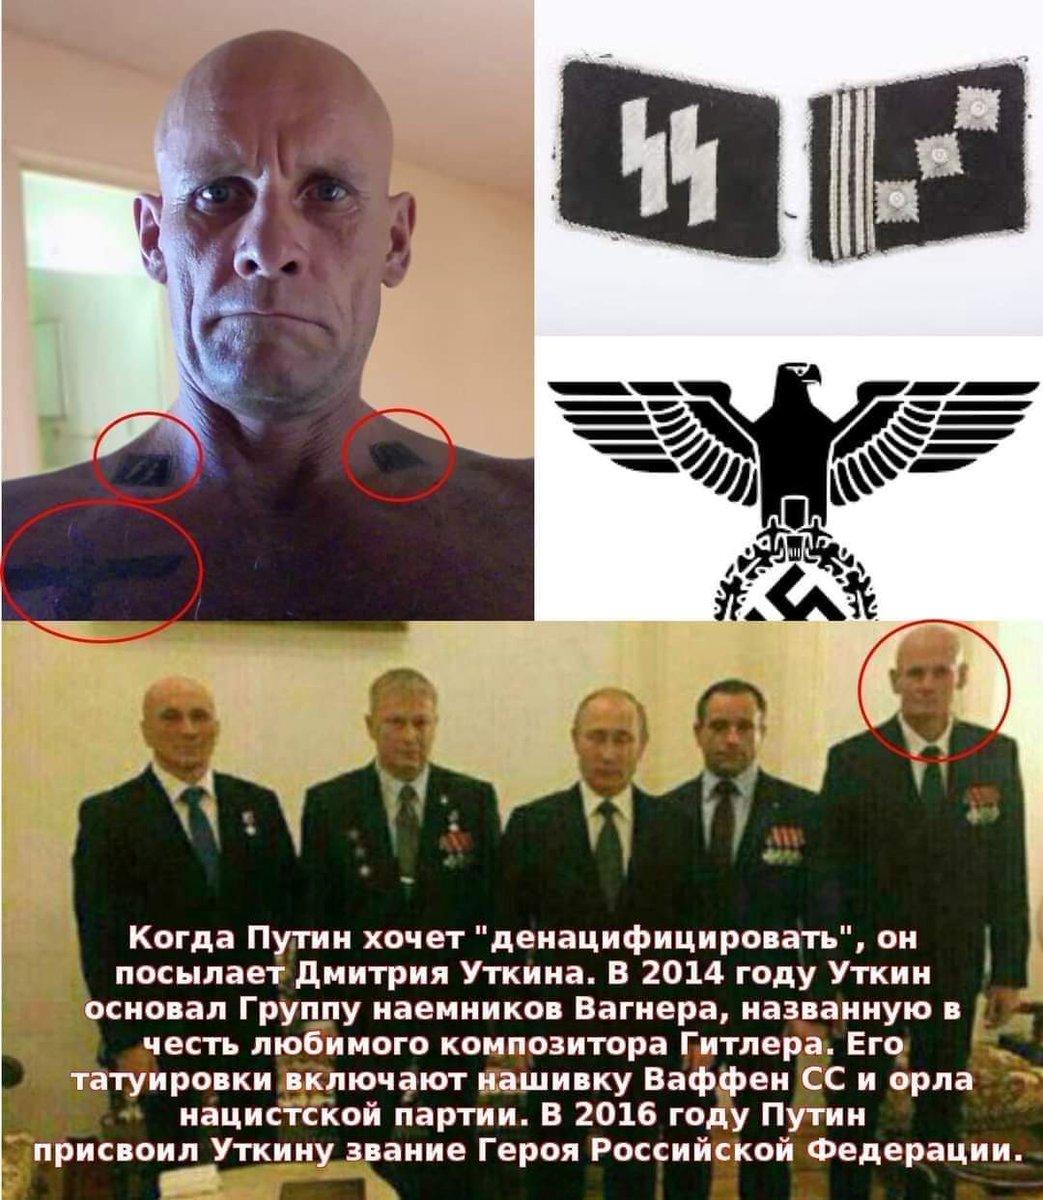 Когда Путин хочет "денацифицировать", он
посылает Дмитрия Уткина. В 2014 году Уткин
основал Группу наемников Вагнера, названную в
честь любимого композитора Гитлера. Его
татуировки включают нашивку Ваффен СС и орла
нацистской партии. В 2016 году Путин
присвоил Уткину звание Героя Российской Федерации.